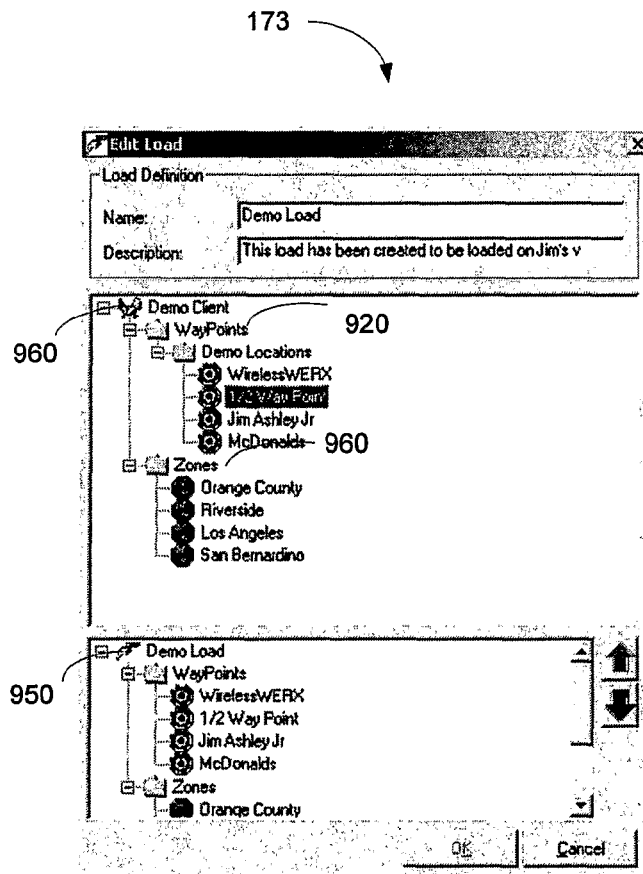 173
Edit Load
Load Definition
Name: Demo Load
Description: This load has been created to be loaded on Jim's v
Demo Client
960
WayPoints 920
Demo Locations
WirelessWERX
1/2 Way Point
Jim Ashley Jr
McDonalds 960
Zones
Orange County
Riverside
Los Angeles
San Bernardino
950
Demo Load
WayPoints
WirelessWERX
1/2 Way Point
Jim Ashley Jr
McDonalds
Zones
Orange County
OK Cancel